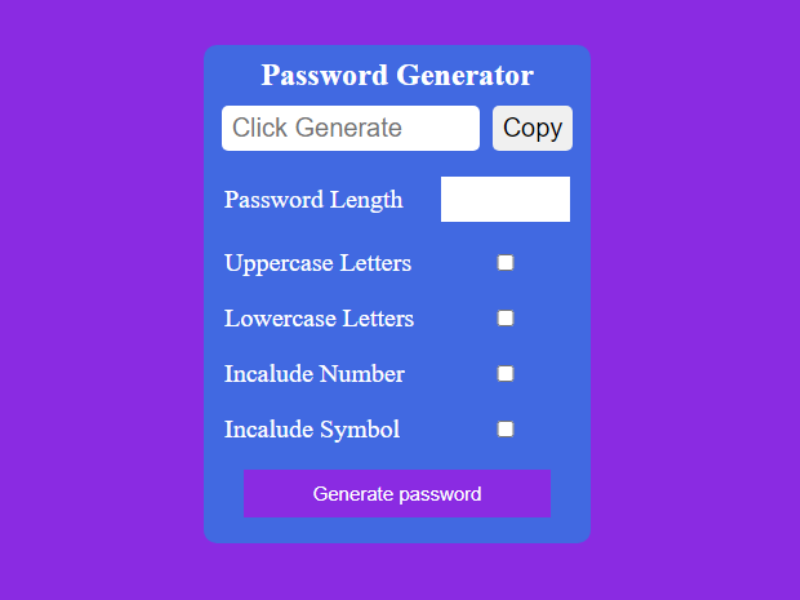 Password Generator
Click Generate Copy
Password Length
Uppercase Letters
Lowercase Letters
Incalude Number
Incalude Symbol
Generate password